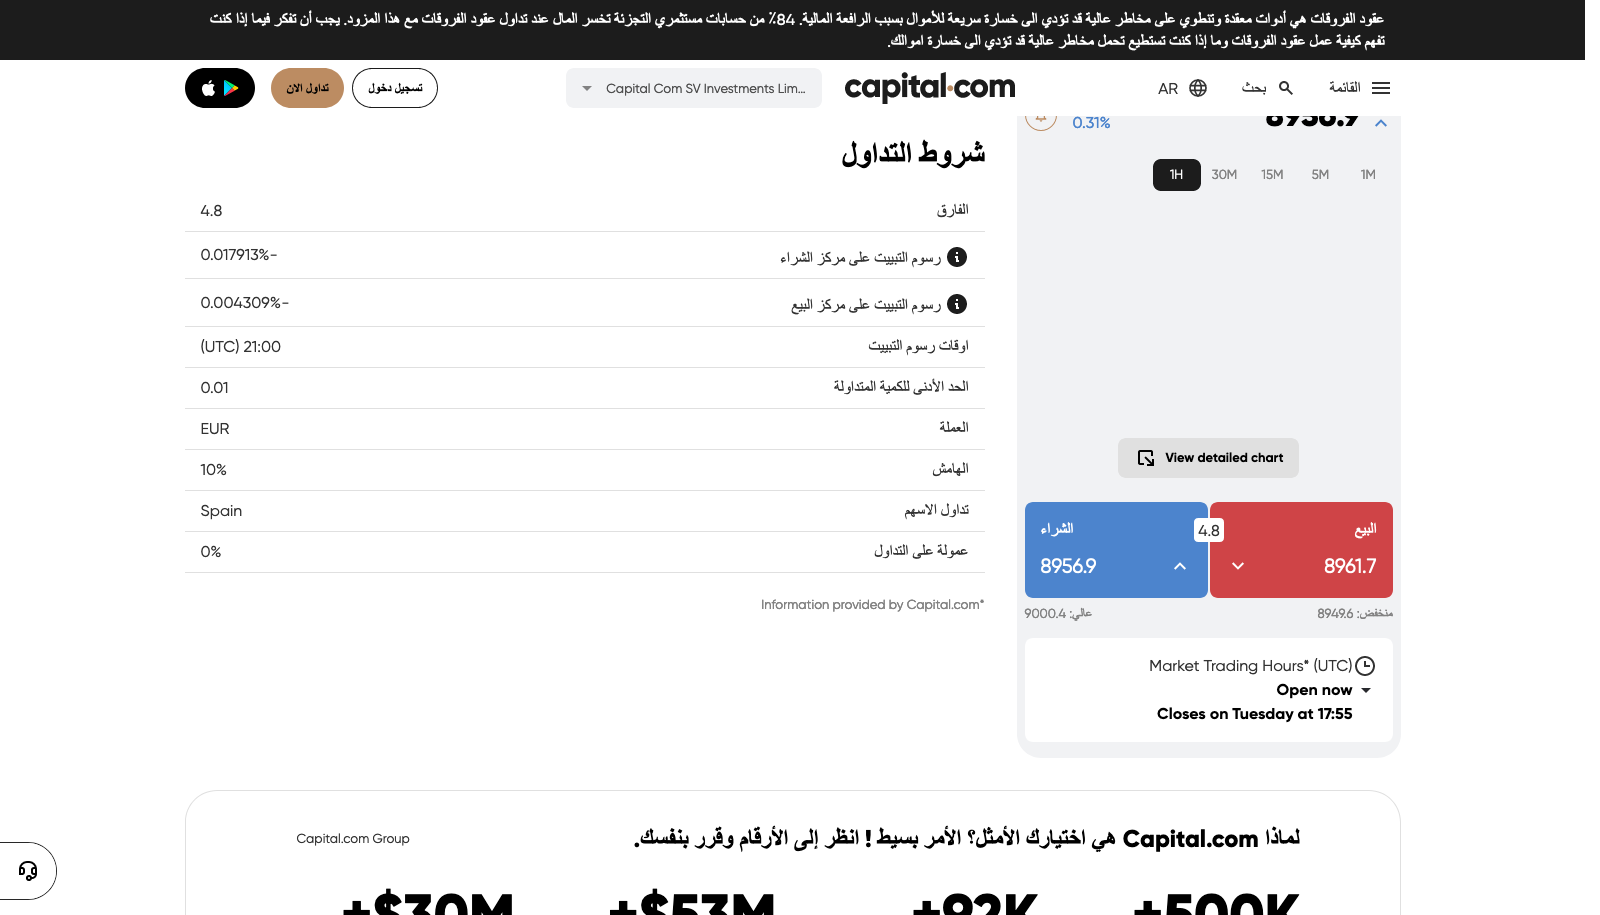 عقود الفروقات هي أدوات معقدة وتنطوي على مخاطر عالية قد تؤدي الى خسارة سريعة للأموال بسبب الرافعة المالية. 84٪ من حسابات مستثمري التجزئة تخسر المال عند تداول عقود الفروقات مع هذا المزود. يجب أن تفكر فيما إذا كنت
تفهم كيفية عمل عقود الفروقات وما إذا كنت تستطيع تحمل مخاطر عالية قد تؤدي الى خسارة اموالك.
القائمة
بحث
AR
capital.com
Capital Com SV Investments Lim...
تسجيل دخول
تداول الان
8956.9
0.31%
1M
5M
15M
30M
1H
View detailed chart
البيع
8961.7
4.8
الشراء
8956.9
منخفض: 8949.6
عالي: 9000.4
Market Trading Hours* (UTC)
Open now
Closes on Tuesday at 17:55
شروط التداول
الفارق 4.8
رسوم التبييت على مركز الشراء 0.017913%-
رسوم التبييت على مركز البيع 0.004309%-
اوقات رسوم التبييت 21:00 (UTC)
الحد الأدنى للكمية المتداولة 0.01
العملة EUR
الهامش 10%
تداول الاسهم Spain
عمولة على التداول 0%
Information provided by Capital.com*
لماذا Capital.com هي اختيارك الأمثل؟ الأمر بسيط ! انظر إلى الأرقام وقرر بنفسك.
Capital.com Group
+500K
+92K
+$53M
+$30M